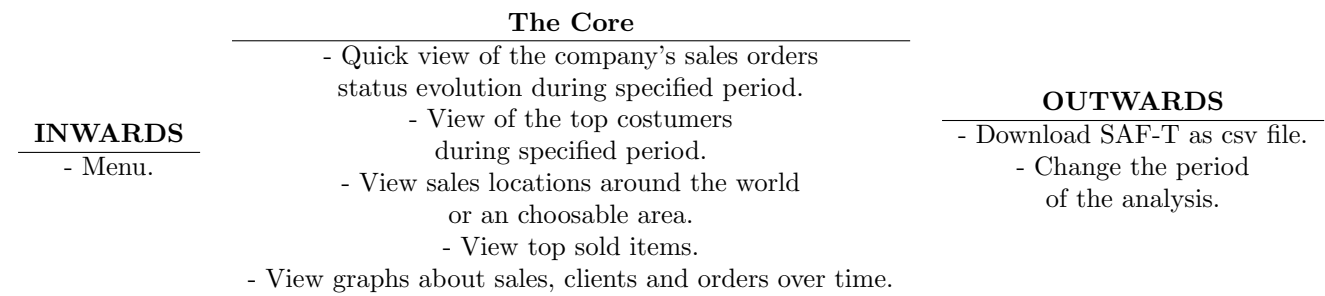 INWARDS
- Menu.
The Core
- Quick view of the company's sales orders
status evolution during specified period.
- View of the top costumers
during specified period.
- View sales locations around the world
or an choosable area.
- View top sold items.
- View graphs about sales, clients and orders over time.
OUTWARDS
- Download SAF-T as csv file.
- Change the period
of the analysis.